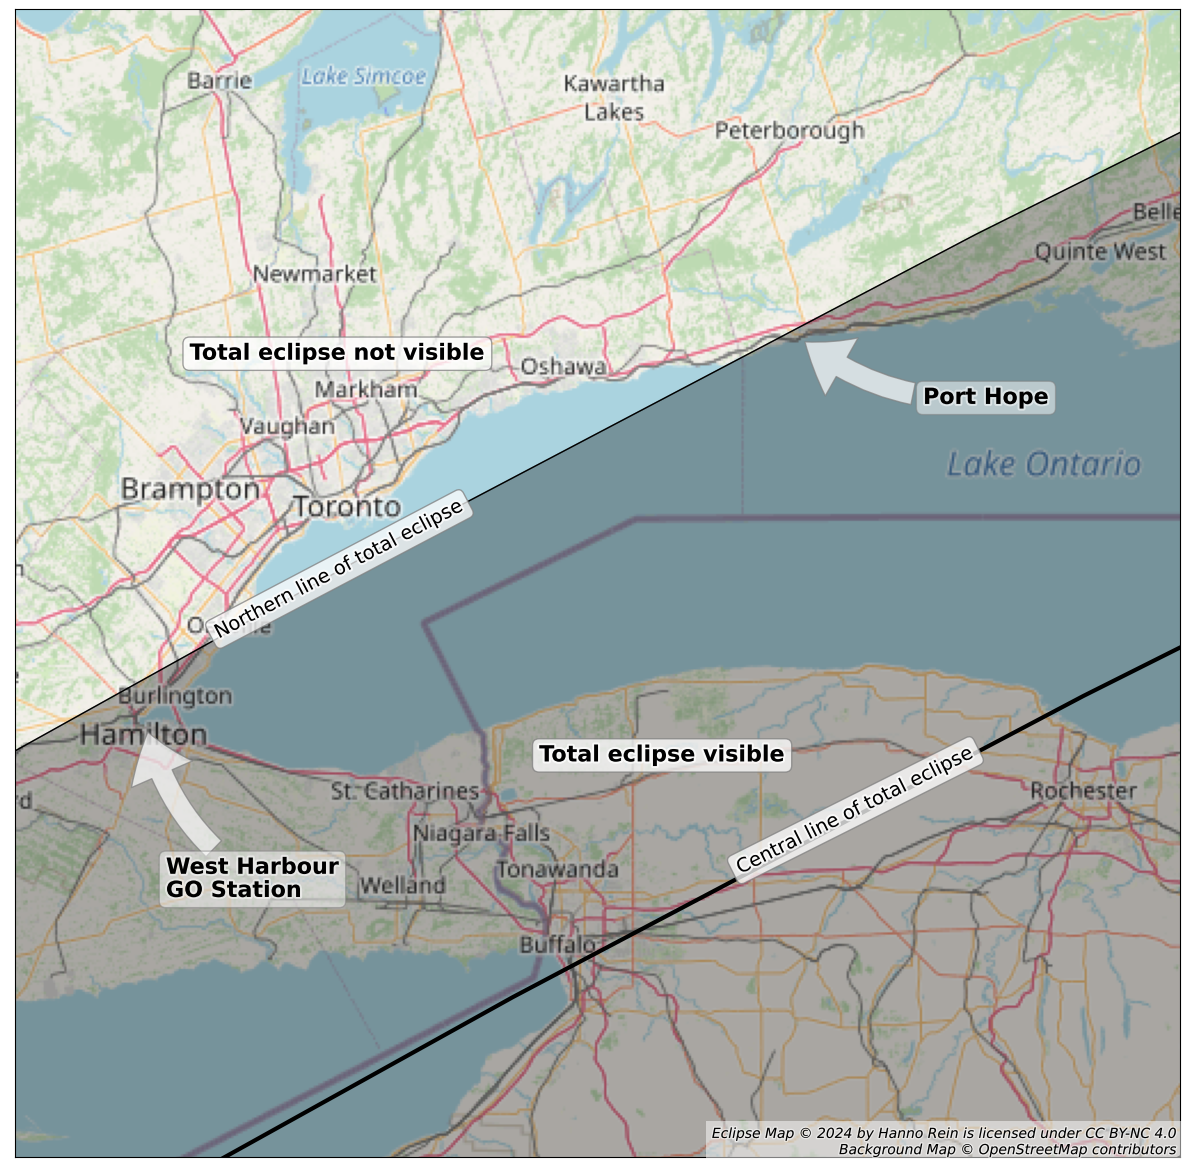 Barrie
Lake Simcoe
Kawartha
Lakes
Peterborough
Belle
Quinte West
Newmarket
Total eclipse not visible
Oshawa
Markham
Port Hope
Vaughan
Lake Ontario
Brampton
Toronto
Northern line of total eclipse
Burlington
Hamilton
Total eclipse visible
Central line of total eclipse
St. Catharines
Rochester
rd
Niagara Falls
West Harbour
GO Station
Tonawanda
Welland
Buffalo
Eclipse Map © 2024 by Hanno Rein is licensed under CC BY-NC 4.0
Background Map © OpenStreetMap contributors